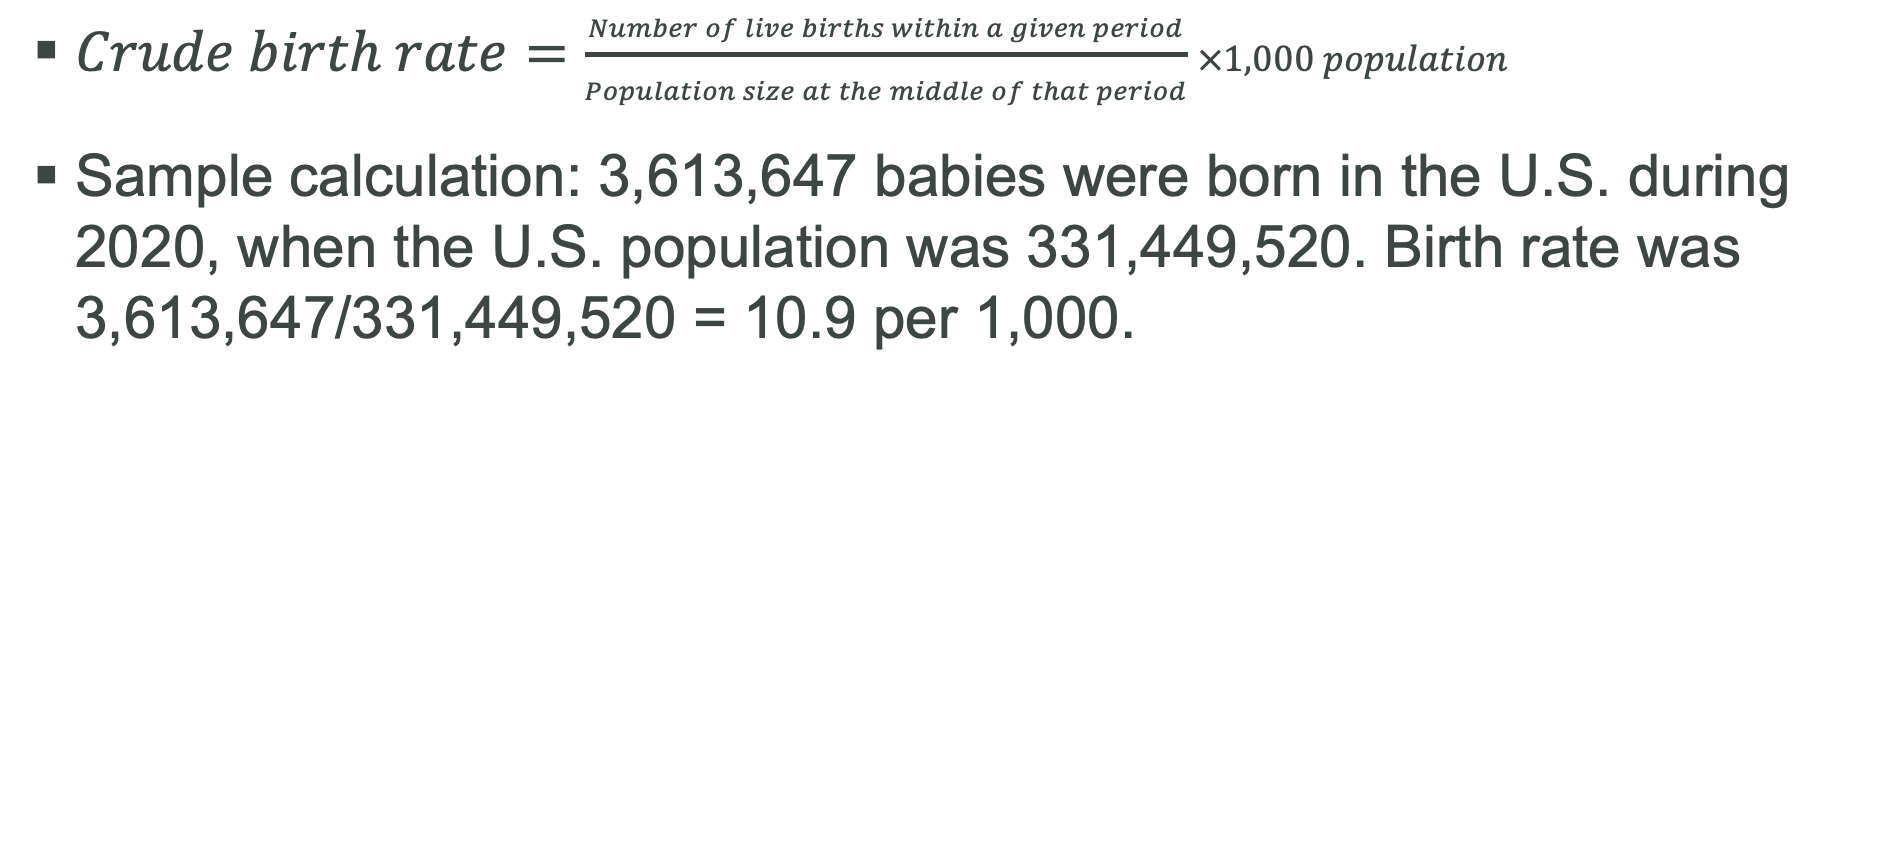 ▪ Crude birth rate = Number of live births within a given period / Population size at the middle of that period ×1,000 population
▪ Sample calculation: 3,613,647 babies were born in the U.S. during
2020, when the U.S. population was 331,449,520. Birth rate was
3,613,647/331,449,520 = 10.9 per 1,000.